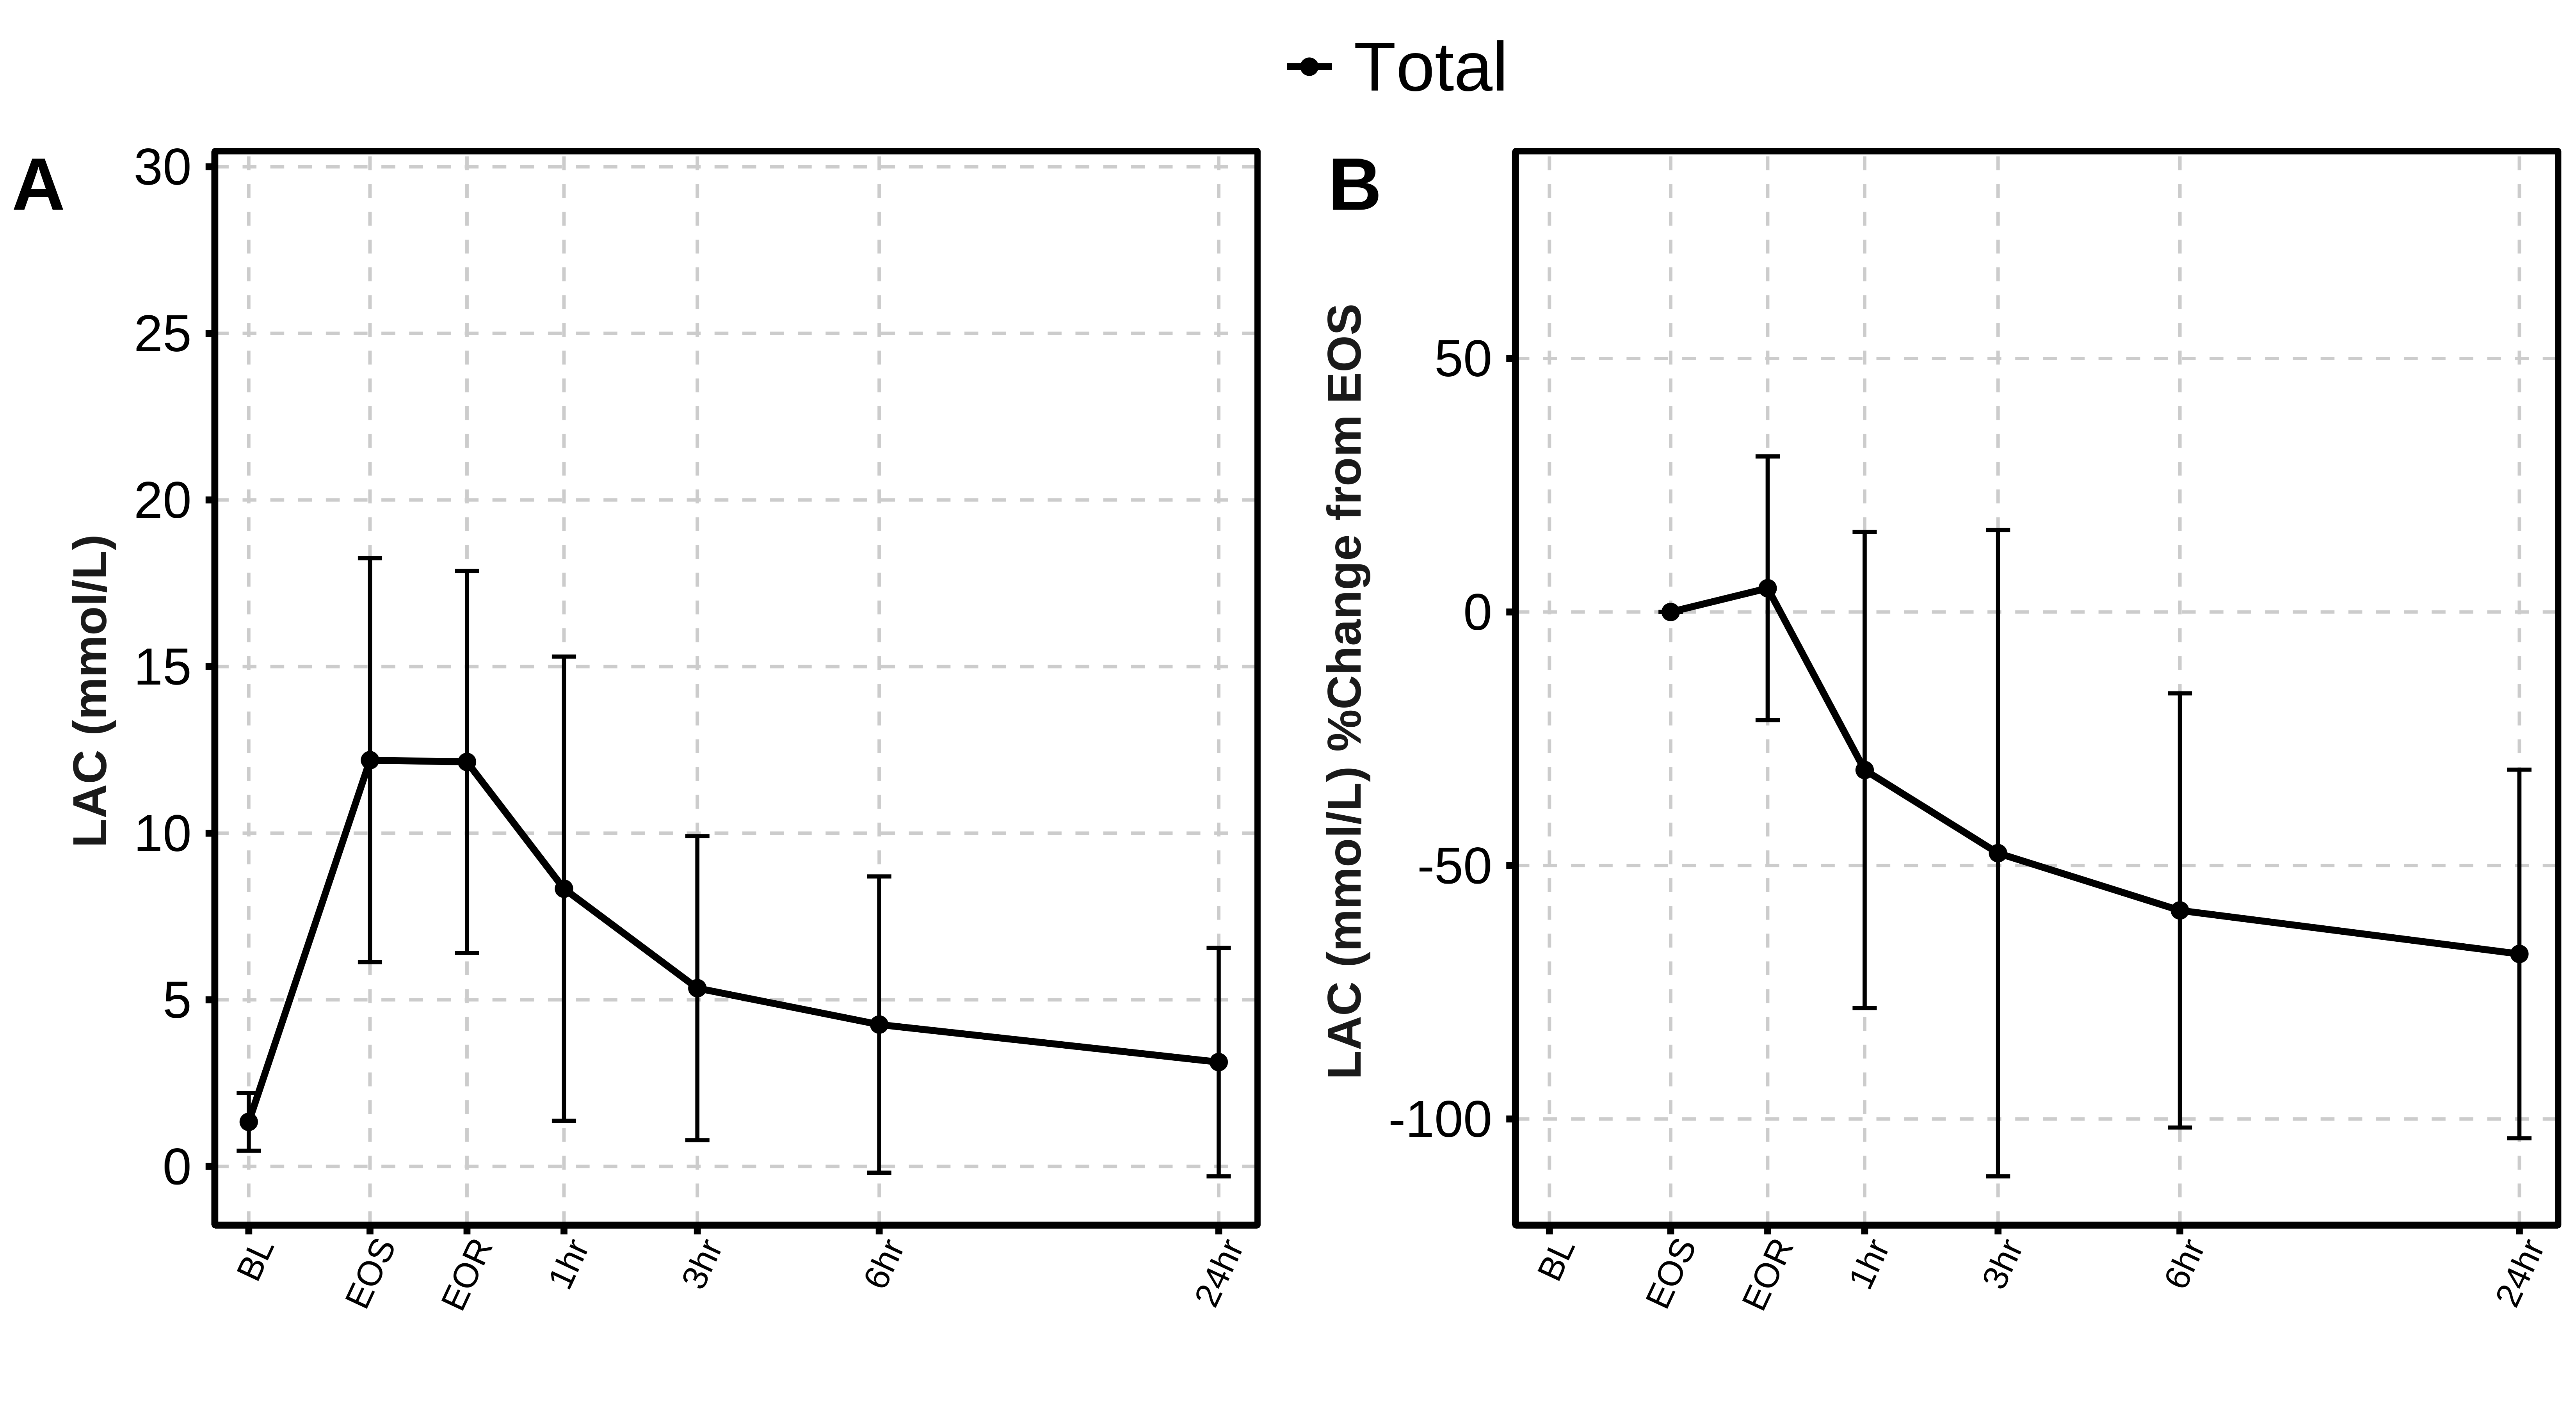 Total
A
LAC (mmol/L)
30
25
20
15
10
5
0
BL
EOS
EOR
1hr
3hr
6hr
24hr
B
LAC (mmol/L) %Change from EOS
50
0
-50
-100
BL
EOS
EOR
1hr
3hr
6hr
24hr